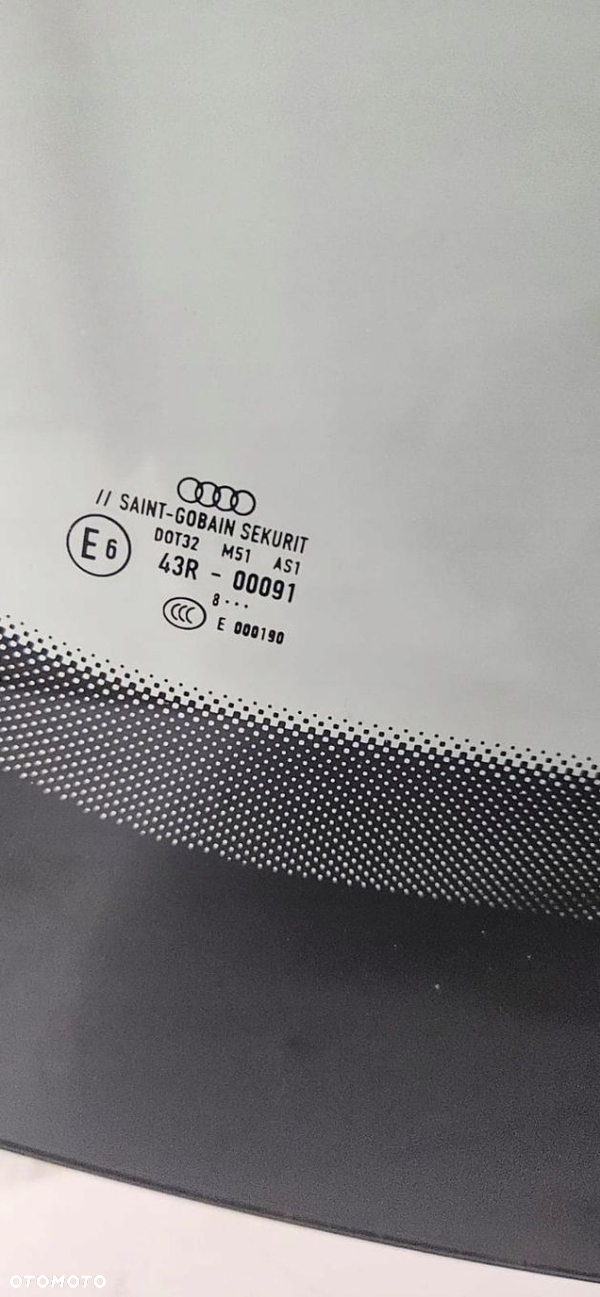 // SAINT-GOBAIN SEKURIT
DOT32 M51 AS1
E6
43R - 00091
8···
CCC
E 000190
OTOMOTO